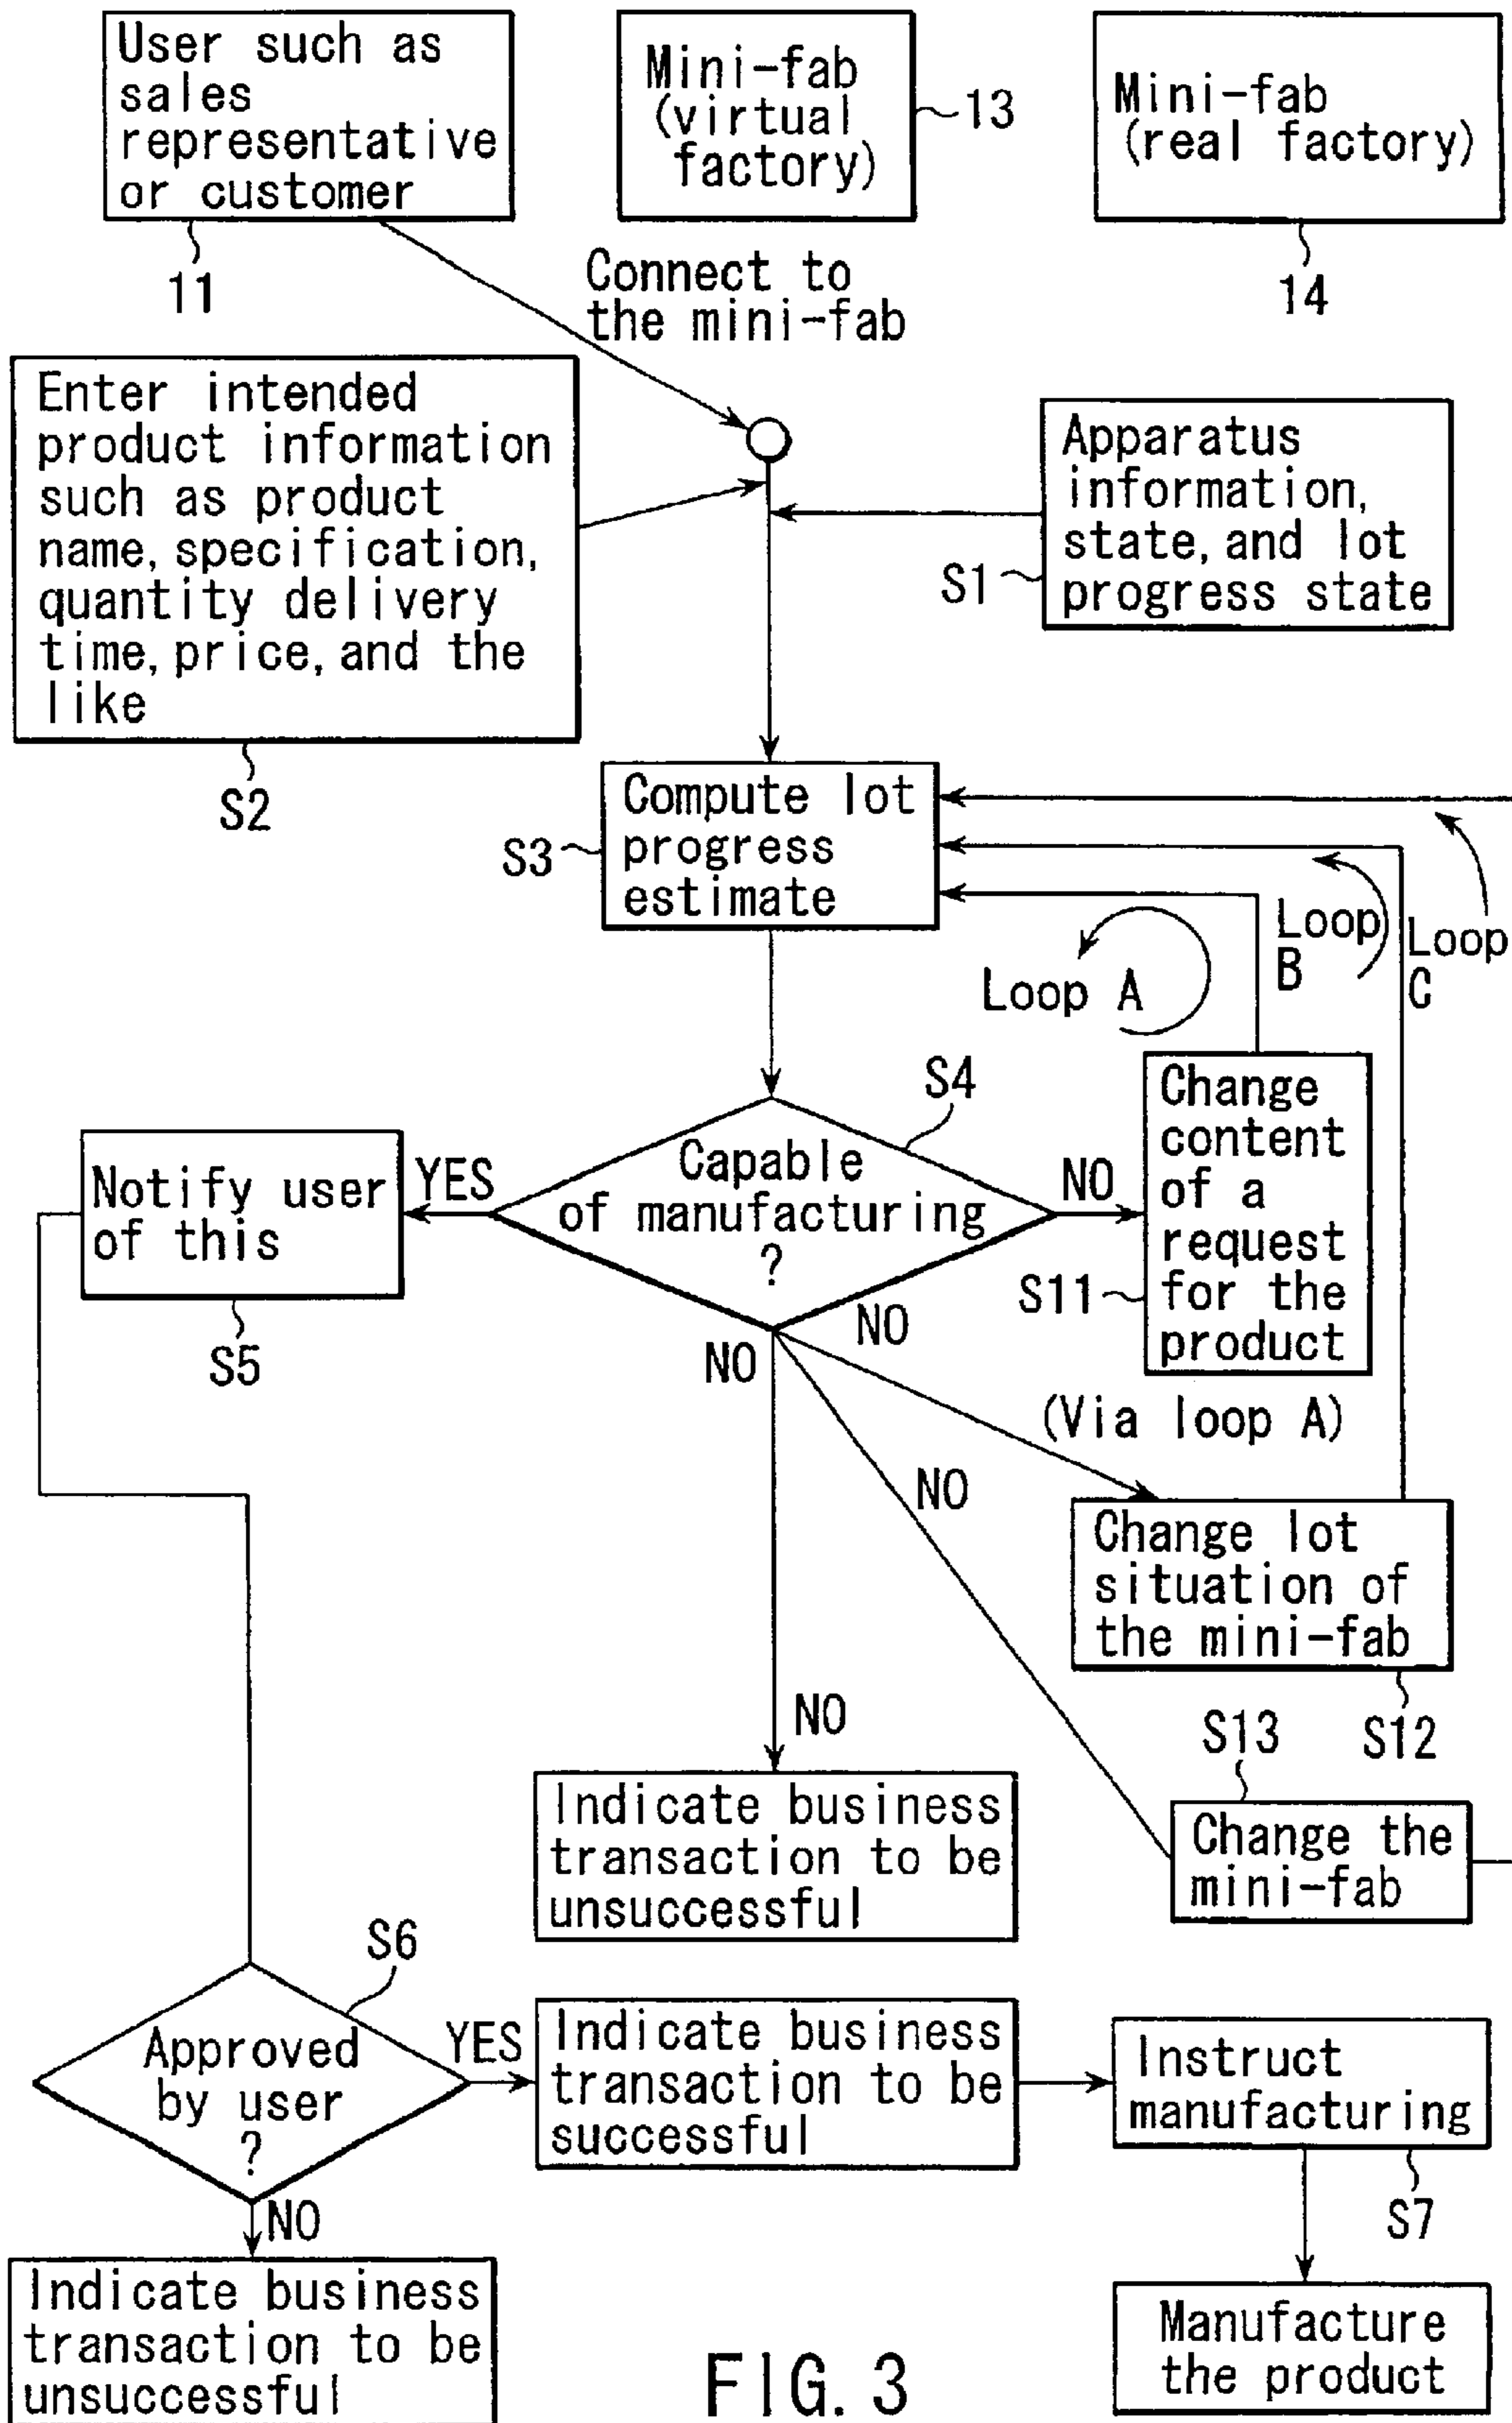 User such as
sales
representative
or customer
11
Mini-fab
(virtual
factory)
13
Mini-fab
(real factory)
14
Connect to
the mini-fab
Enter intended
product information
such as product
name, specification,
quantity delivery
time, price, and the
like
S2
Apparatus
information,
state, and lot
progress state
S1
Compute lot
progress
estimate
S3
Loop A
Loop
B
Loop
C
S4
Capable
of manufacturing
?
YES
NO
Notify user
of this
S5
Change
content
of a
request
for the
product
S11
NO
NO
(Via loop A)
NO
Change lot
situation of
the mini-fab
S12
NO
S13
Change the
mini-fab
Indicate business
transaction to be
unsuccessful
S6
Approved
by user
?
YES
Indicate business
transaction to be
successful
Instruct
manufacturing
S7
NO
Indicate business
transaction to be
unsuccessful
Manufacture
the product
FIG. 3